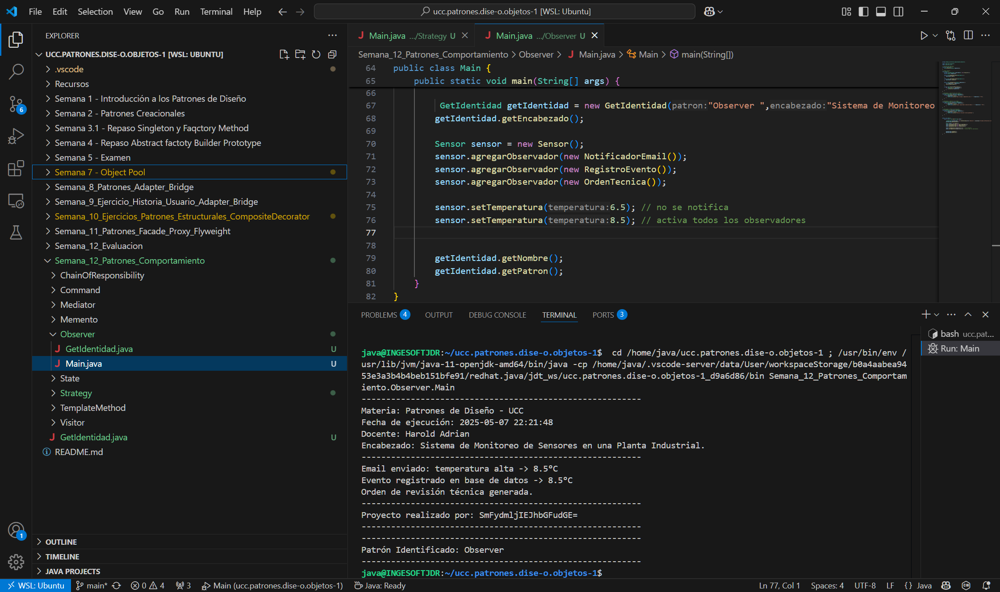 File Edit Selection View Go Run Terminal Help
ucc.patrones.dise-o.objetos-1 [WSL: Ubuntu]
EXPLORER
UCC.PATRONES.DISE-O.OBJETOS-1 [WSL: UBUNTU]
.vscode
Recursos
Semana 1 - Introducción a los Patrones de Diseño
Semana 2 - Patrones Creacionales
Semana 3.1 - Repaso Singleton y Faqctory Method
Semana 4 - Repaso Abstract factoty Builder Prototype
Semana 5 - Examen
Semana 7 - Object Pool
Semana_8_Patrones_Adapter_Bridge
Semana_9_Ejercicio_Historia_Usuario_Adapter_Bridge
Semana_10_Ejercicios_Patrones_Estructurales_CompositeDecorator
Semana_11_Patrones_Facade_Proxy_Flyweight
Semana_12_Evaluacion
Semana_12_Patrones_Comportamiento
ChainOfResponsibility
Command
Mediator
Memento
Observer
GetIdentidad.java U
Main.java U
State
Strategy
TemplateMethod
Visitor
GetIdentidad.java U
README.md
OUTLINE
TIMELINE
JAVA PROJECTS
6
1
Main.java .../Strategy U
Main.java .../Observer U
Semana_12_Patrones_Comportamiento > Observer > Main.java > Main > main(String[])
64 public class Main {
65 public static void main(String[] args) {
66
67 GetIdentidad getIdentidad = new GetIdentidad(patron:"Observer ",encabezado:"Sistema de Monitoreo
68 getIdentidad.getEncabezado();
69
70 Sensor sensor = new Sensor();
71 sensor.agregarObservador(new NotificadorEmail());
72 sensor.agregarObservador(new RegistroEvento());
73 sensor.agregarObservador(new OrdenTecnica());
74
75 sensor.setTemperatura(temperatura:6.5); // no se notifica
76 sensor.setTemperatura(temperatura:8.5); // activa todos los observadores
77
78
79 getIdentidad.getNombre();
80 getIdentidad.getPatron();
81 }
82 }
PROBLEMS 4 OUTPUT DEBUG CONSOLE TERMINAL PORTS 3
bash ucc.pat...
Run: Main
java@INGESOFTJDR:~/ucc.patrones.dise-o.objetos-1$ cd /home/java/ucc.patrones.dise-o.objetos-1 ; /usr/bin/env /
usr/lib/jvm/java-11-openjdk-amd64/bin/java -cp /home/java/.vscode-server/data/User/workspaceStorage/b0a4aabea94
53e3a3b4b4beb151bfe91/redhat.java/jdt_ws/ucc.patrones.dise-o.objetos-1_d9a6d86/bin Semana_12_Patrones_Comportam
iento.Observer.Main
---------------------------------------------------------
Materia: Patrones de Diseño - UCC
Fecha de ejecución: 2025-05-07 22:21:48
Docente: Harold Adrian
Encabezado: Sistema de Monitoreo de Sensores en una Planta Industrial.
---------------------------------------------------------
Email enviado: temperatura alta -> 8.5°C
Evento registrado en base de datos -> 8.5°C
Orden de revisión técnica generada.
---------------------------------------------------------
Proyecto realizado por: SmFydmljIEJhbGFudGE=
---------------------------------------------------------
---------------------------------------------------------
Patrón Identificado: Observer
---------------------------------------------------------
java@INGESOFTJDR:~/ucc.patrones.dise-o.objetos-1$
WSL: Ubuntu main* 0 4 3 Main (ucc.patrones.dise-o.objetos-1) Java: Ready Ln 77, Col 1 Spaces: 4 UTF-8 LF {} Java